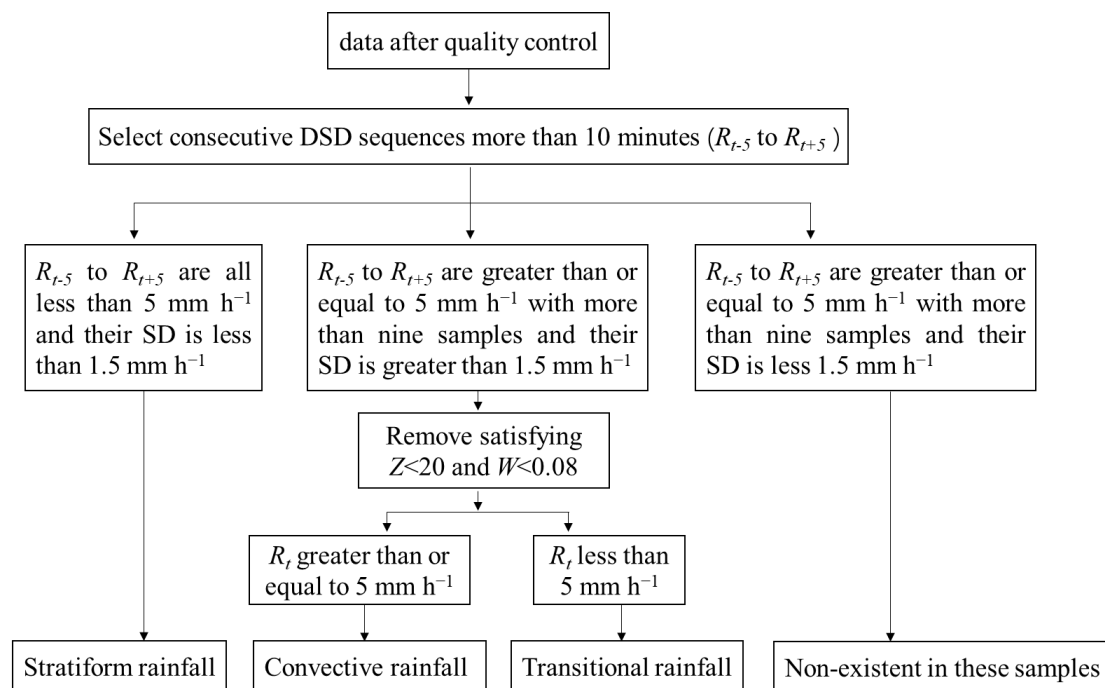 data after quality control
Select consecutive DSD sequences more than 10 minutes (Rt-5 to Rt+5 )
Rt-5 to Rt+5 are all
less than 5 mm h−1
and their SD is less
than 1.5 mm h−1
Rt-5 to Rt+5 are greater than or
equal to 5 mm h−1 with more
than nine samples and their
SD is greater than 1.5 mm h−1
Rt-5 to Rt+5 are greater than or
equal to 5 mm h−1 with more
than nine samples and their
SD is less 1.5 mm h−1
Remove satisfying
Z<20 and W<0.08
Rt greater than or
equal to 5 mm h−1
Rt less than
5 mm h−1
Stratiform rainfall
Convective rainfall
Transitional rainfall
Non-existent in these samples